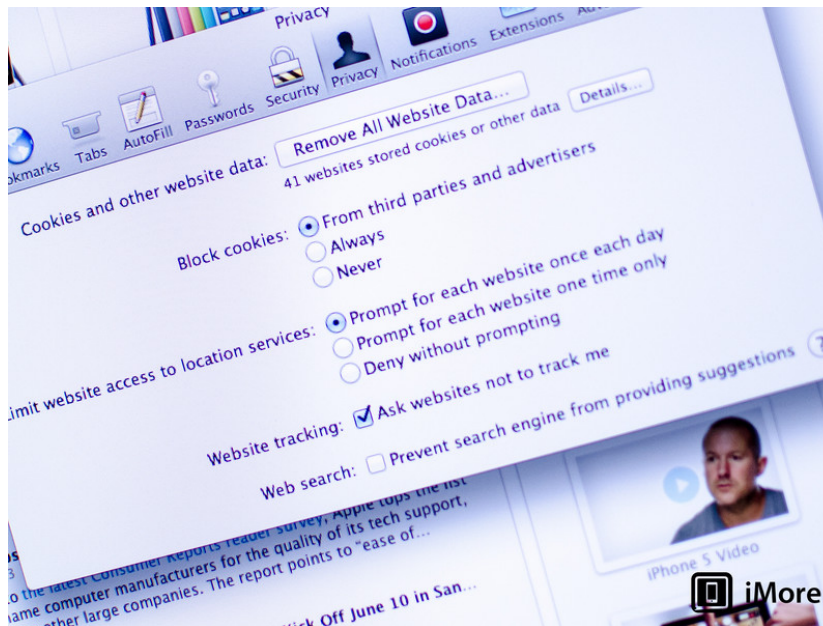 Privacy
Tabs
AutoFill
Passwords
Security
Privacy
Notifications
Extensions
Cookies and other website data: Remove All Website Data...
41 websites stored cookies or other data Details...
Block cookies: From third parties and advertisers
Always
Never
imit website access to location services: Prompt for each website once each day
Prompt for each website one time only
Deny without prompting
Website tracking: Ask websites not to track me
Web search: Prevent search engine from providing suggestions ?
to the latest Consumer Reports reader survey, Apple tops the list
ame computer manufacturers for the quality of its tech support,
other large companies. The report points to "ease of...
Kick Off June 10 in San...
iPhone 5 Video
iMore